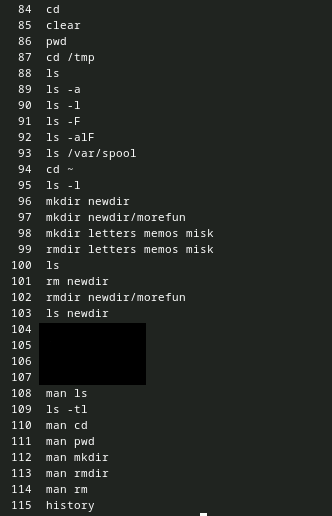 84 cd
85 clear
86 pwd
87 cd /tmp
88 ls
89 ls -a
90 ls -l
91 ls -F
92 ls -alF
93 ls /var/spool
94 cd ~
95 ls -l
96 mkdir newdir
97 mkdir newdir/morefun
98 mkdir letters memos misk
99 rmdir letters memos misk
100 ls
101 rm newdir
102 rmdir newdir/morefun
103 ls newdir
104
105
106
107
108 man ls
109 ls -tl
110 man cd
111 man pwd
112 man mkdir
113 man rmdir
114 man rm
115 history